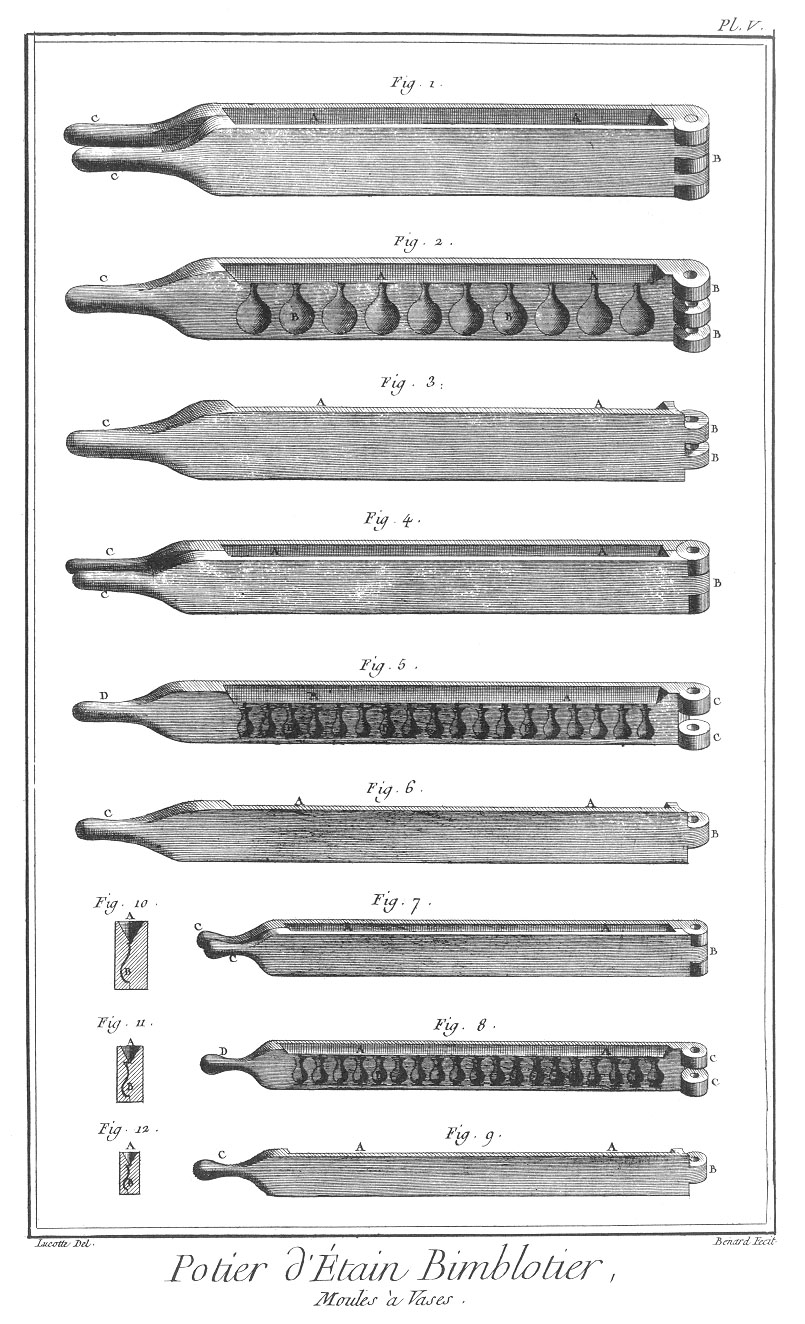 Pl. V.
Fig. 1.
C
A
A
A
B
C
Fig. 2.
C
A
A
B
B
B
B
Fig. 3.
C
A
A
B
B
Fig. 4.
C
A
A
A
B
C
Fig. 5.
D
A
A
C
C
Fig. 6.
C
A
A
A
B
Fig. 10.
A
B
Fig. 7.
C
A
A
B
C
Fig. 11.
A
B
Fig. 8.
D
A
A
C
C
Fig. 12.
A
B
Fig. 9.
C
A
A
B
Lucotte Del.
Benard Fecit
Potier d'Étain Bimblotier,
Moules à Vases.